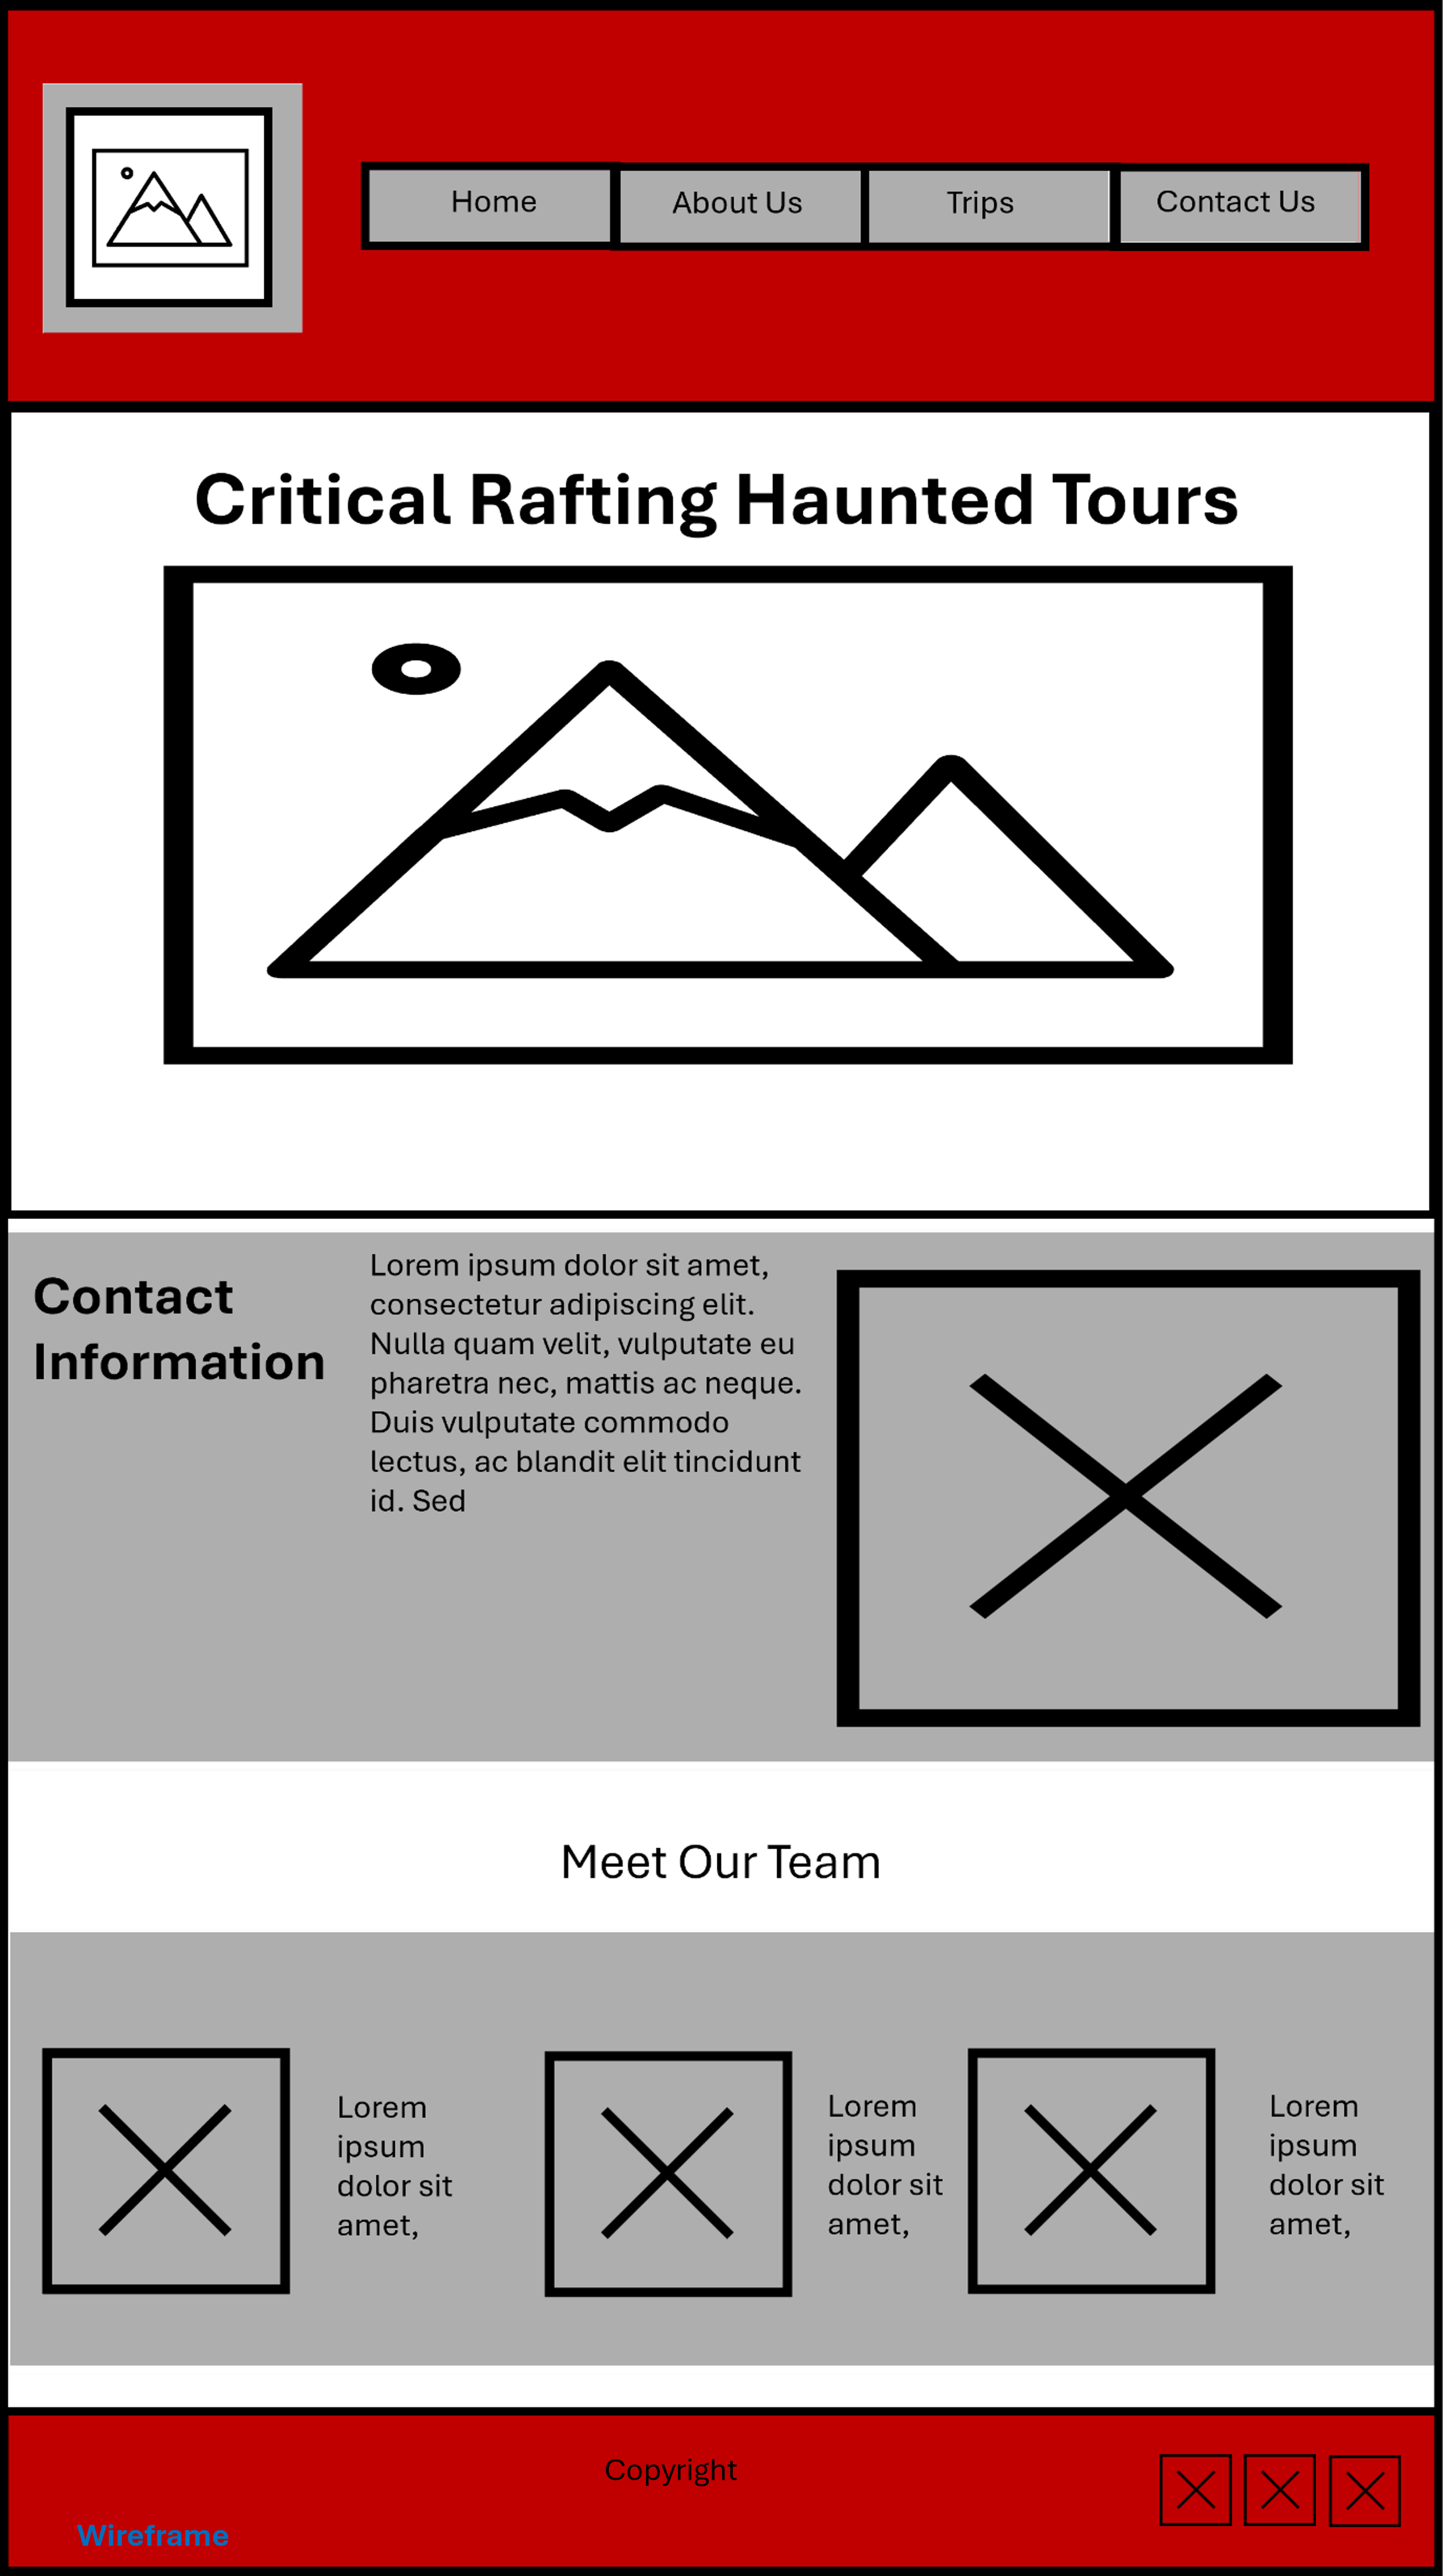 Home
About Us
Trips
Contact Us
Critical Rafting Haunted Tours
Contact
Information
Lorem ipsum dolor sit amet,
consectetur adipiscing elit.
Nulla quam velit, vulputate eu
pharetra nec, mattis ac neque.
Duis vulputate commodo
lectus, ac blandit elit tincidunt
id. Sed
Meet Our Team
Lorem
ipsum
dolor sit
amet,
Lorem
ipsum
dolor sit
amet,
Lorem
ipsum
dolor sit
amet,
Copyright
Wireframe